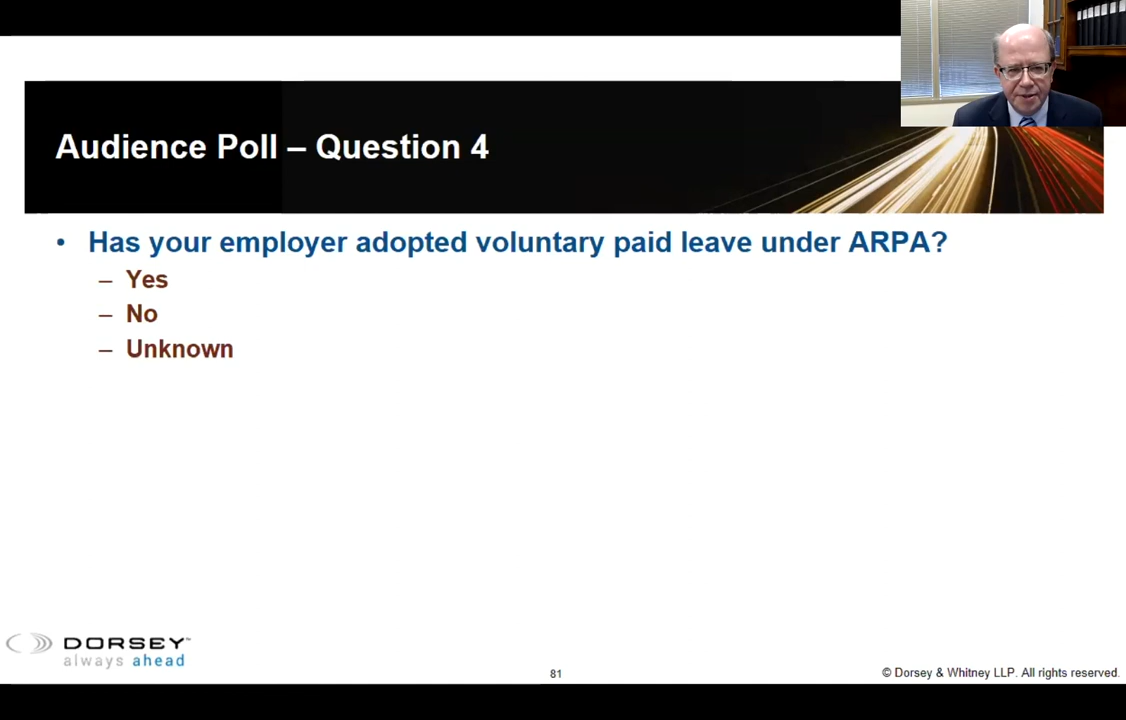 Audience Poll – Question 4
• Has your employer adopted voluntary paid leave under ARPA?
– Yes
– No
– Unknown
DORSEY™
always ahead
81
© Dorsey & Whitney LLP. All rights reserved.